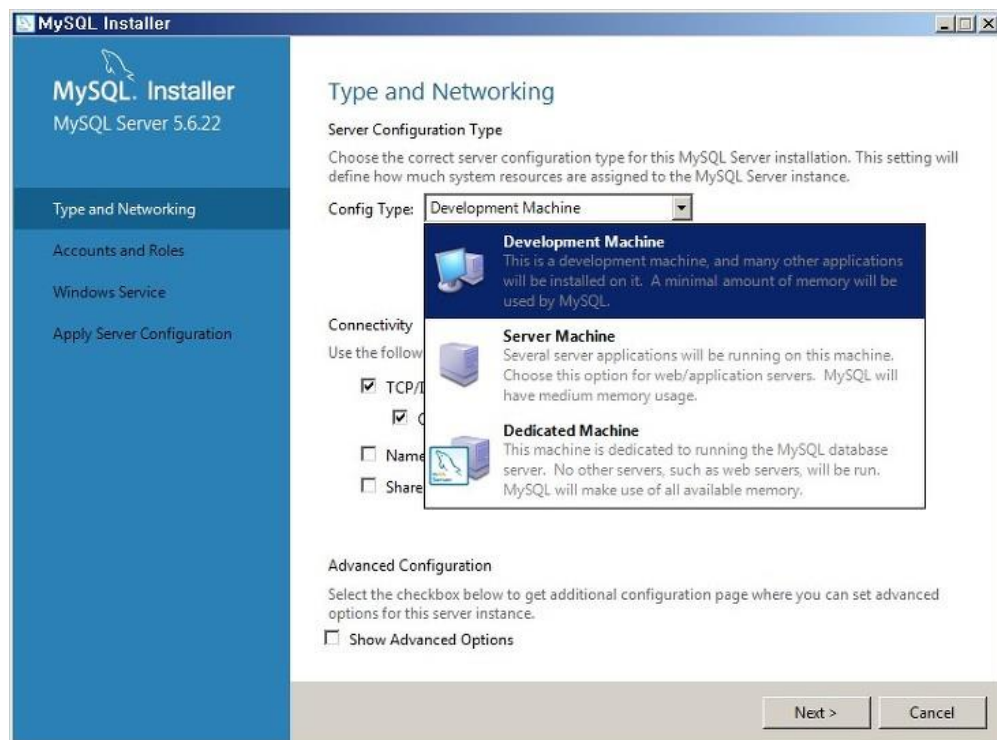 MySQL Installer
MySQL. Installer
MySQL Server 5.6.22
Type and Networking
Accounts and Roles
Windows Service
Apply Server Configuration
Type and Networking
Server Configuration Type
Choose the correct server configuration type for this MySQL Server installation. This setting will
define how much system resources are assigned to the MySQL Server instance.
Config Type: Development Machine
Development Machine
This is a development machine, and many other applications
will be installed on it. A minimal amount of memory will be
used by MySQL.
Server Machine
Several server applications will be running on this machine.
Choose this option for web/application servers. MySQL will
have medium memory usage.
Dedicated Machine
This machine is dedicated to running the MySQL database
server. No other servers, such as web servers, will be run.
MySQL will make use of all available memory.
Connectivity
Use the follow
TCP/I
Name
Share
Advanced Configuration
Select the checkbox below to get additional configuration page where you can set advanced
options for this server instance.
Show Advanced Options
Next >
Cancel